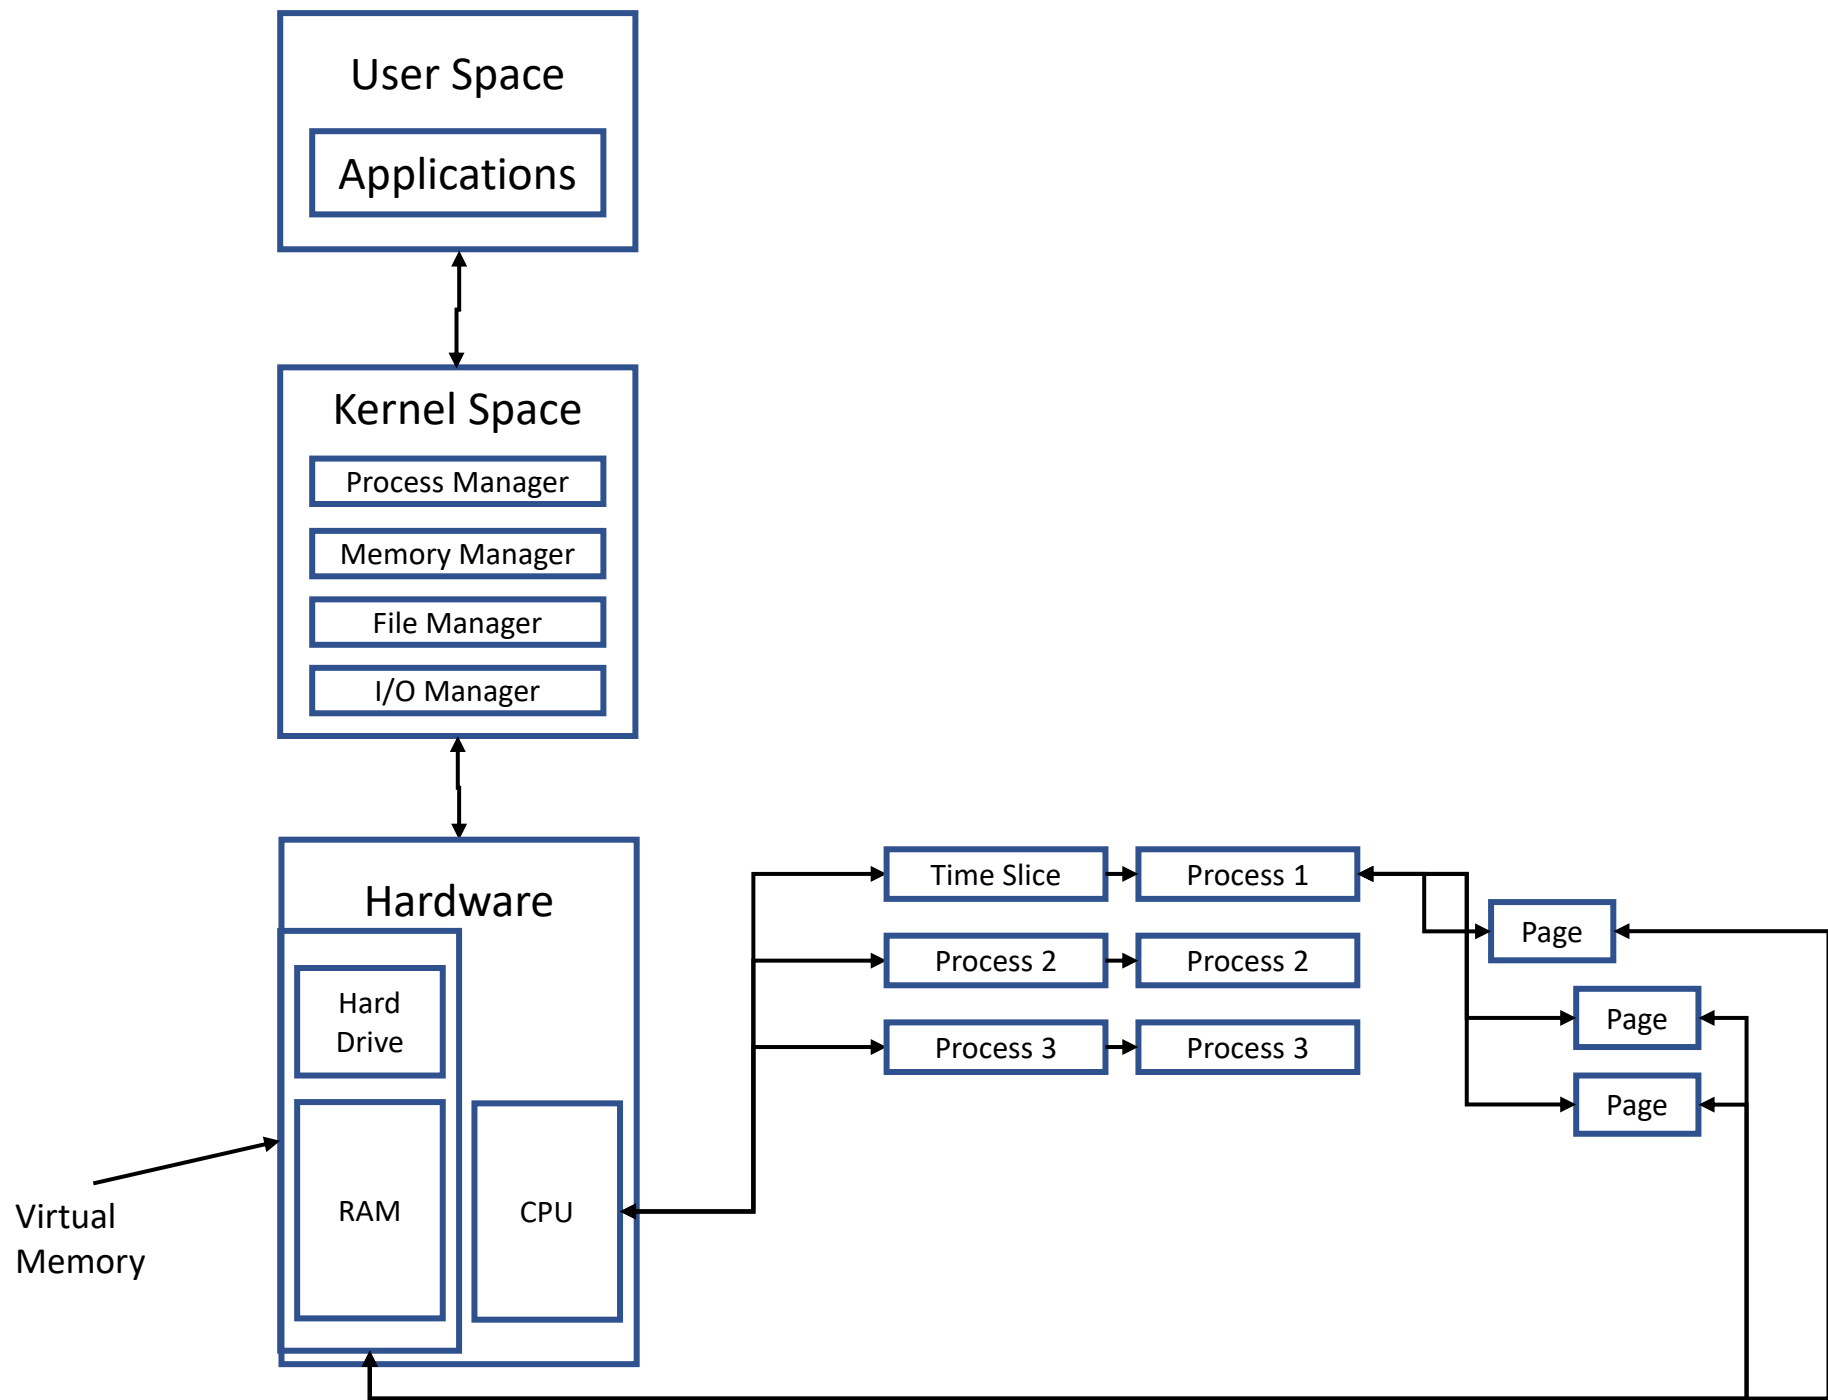 User Space
Applications
Kernel Space
Process Manager
Memory Manager
File Manager
I/O Manager
Hardware
Hard
Drive
RAM
CPU
Virtual
Memory
Time Slice
Process 1
Process 2
Process 2
Process 3
Process 3
Page
Page
Page